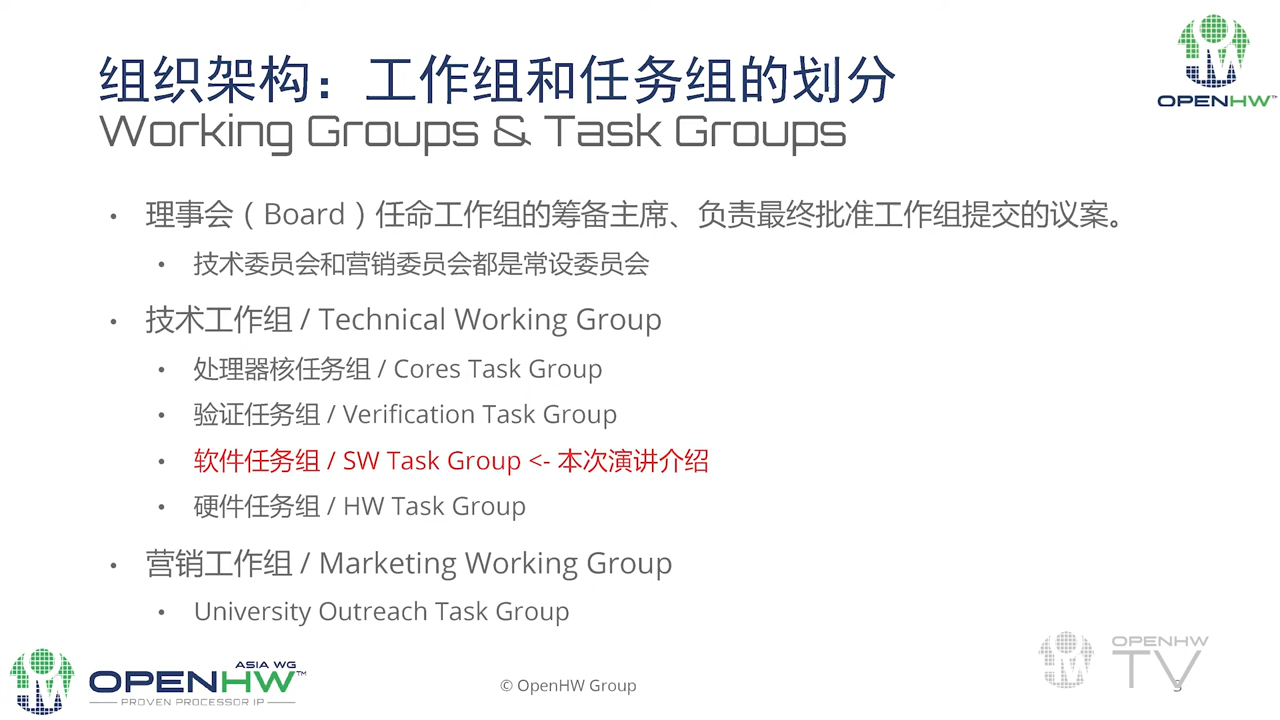 组织架构：工作组和任务组的划分
Working Groups & Task Groups
OPENHW™
• 理事会（Board）任命工作组的筹备主席、负责最终批准工作组提交的议案。
• 技术委员会和营销委员会都是常设委员会
• 技术工作组 / Technical Working Group
• 处理器核任务组 / Cores Task Group
• 验证任务组 / Verification Task Group
• 软件任务组 / SW Task Group <- 本次演讲介绍
• 硬件任务组 / HW Task Group
• 营销工作组 / Marketing Working Group
• University Outreach Task Group
ASIA WG
OPENHW™
PROVEN PROCESSOR IP
© OpenHW Group
OPENHW
TV
3